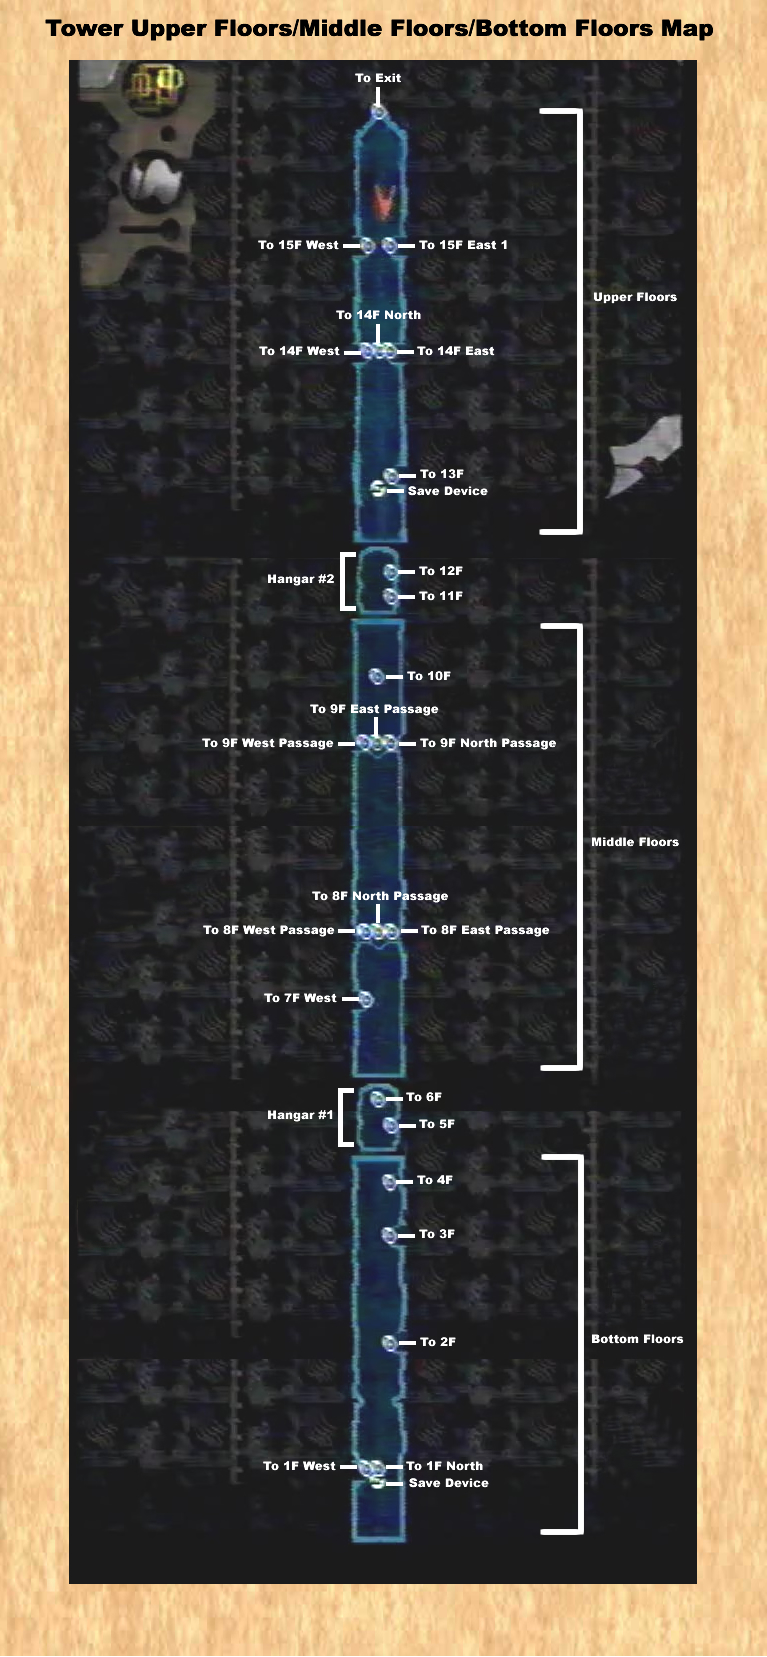 Tower Upper Floors/Middle Floors/Bottom Floors Map
To Exit
To 15F West
To 15F East 1
Upper Floors
To 14F North
To 14F West
To 14F East
To 13F
Save Device
Hangar #2
To 12F
To 11F
To 10F
To 9F East Passage
To 9F West Passage
To 9F North Passage
Middle Floors
To 8F North Passage
To 8F West Passage
To 8F East Passage
To 7F West
Hangar #1
To 6F
To 5F
To 4F
To 3F
Bottom Floors
To 2F
To 1F West
To 1F North
Save Device